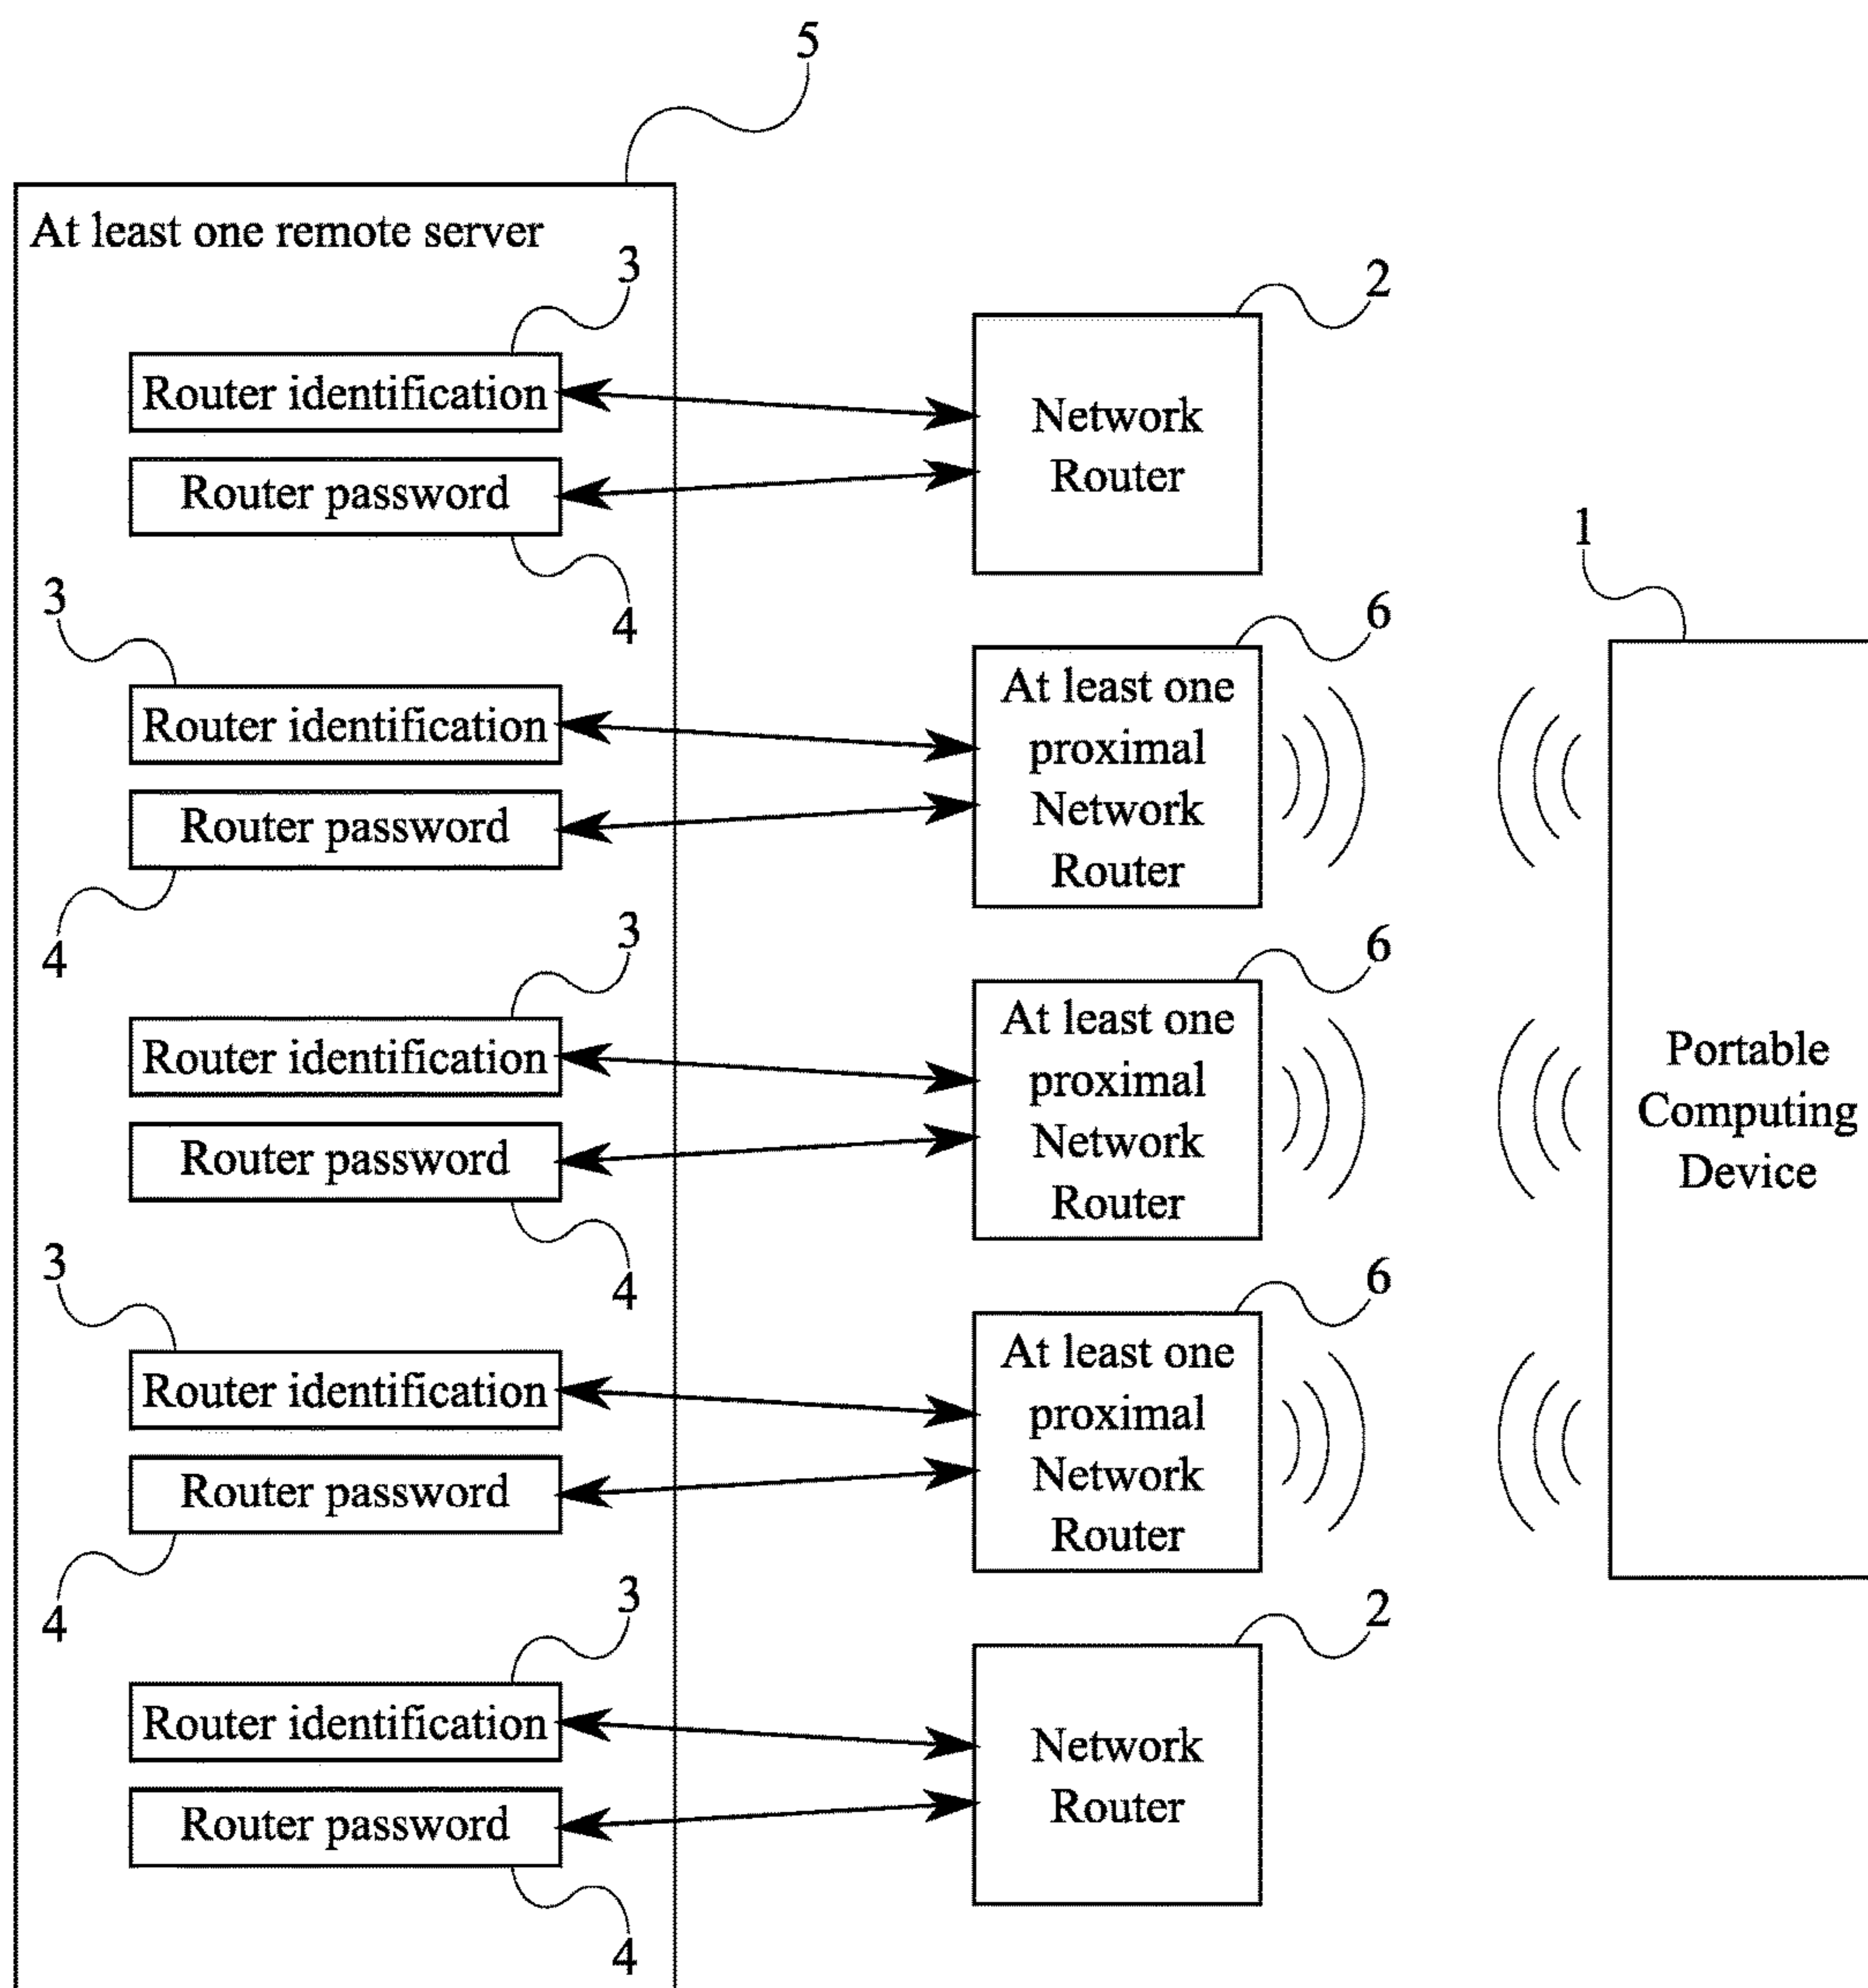 5
At least one remote server
3
2
Router identification
Network
Router
Router password
1
3
4
6
Router identification
At least one
proximal
Network
Router
Router password
4
3
6
Router identification
At least one
proximal
Network
Router
Router password
Portable
Computing
Device
3
4
6
Router identification
At least one
proximal
Network
Router
Router password
4
3
2
Router identification
Network
Router
Router password
4